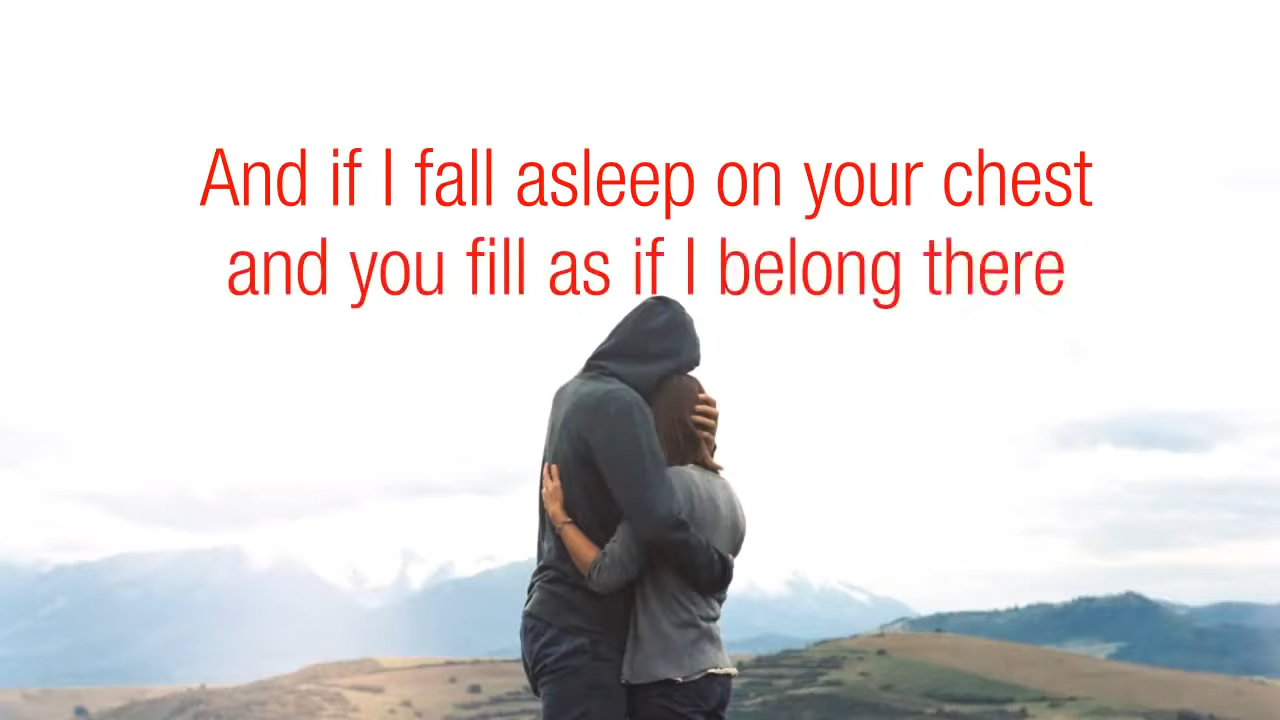 And if I fall asleep on your chest
and you fill as if I belong there